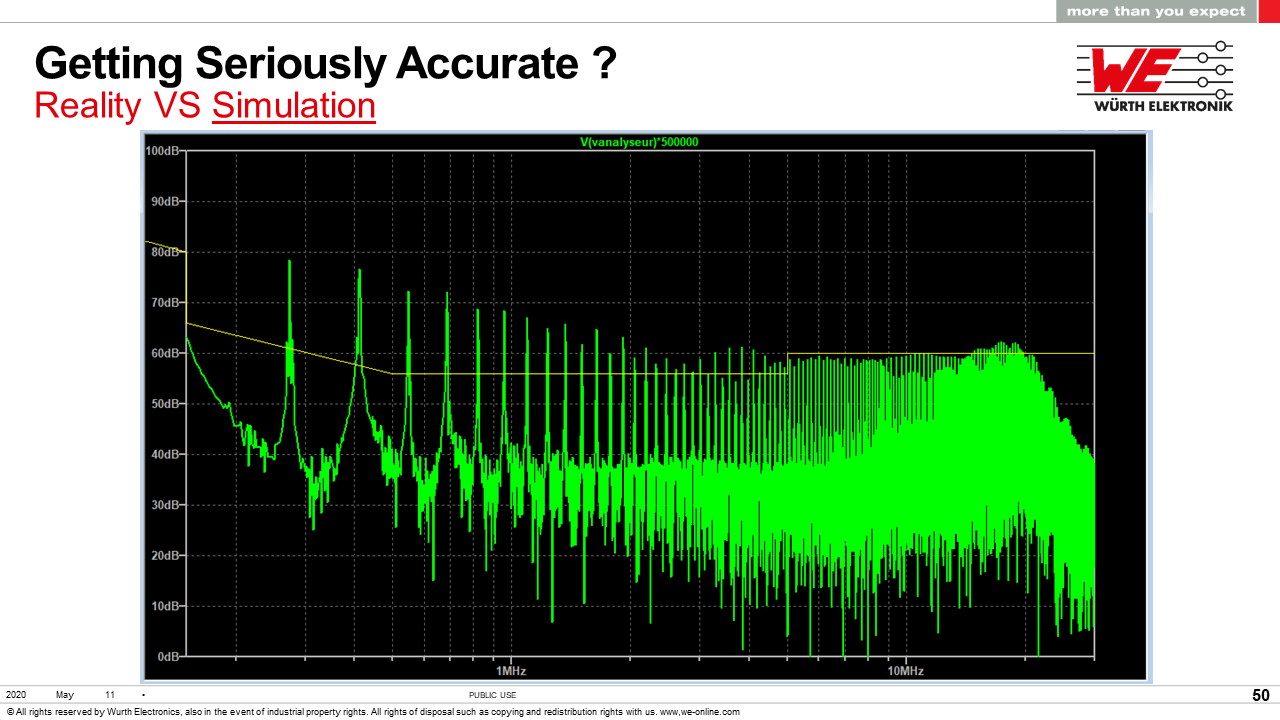 more than you expect
Getting Seriously Accurate ?
Reality VS Simulation
WE
WÜRTH ELEKTRONIK
V(vanalyseur)*500000
100dB
90dB
80dB
70dB
60dB
50dB
40dB
30dB
20dB
10dB
0dB
1MHz
10MHz
2020 May 11 •
PUBLIC USE
50
© All rights reserved by Wurth Electronics, also in the event of industrial property rights. All rights of disposal such as copying and redistribution rights with us. www,we-online.com